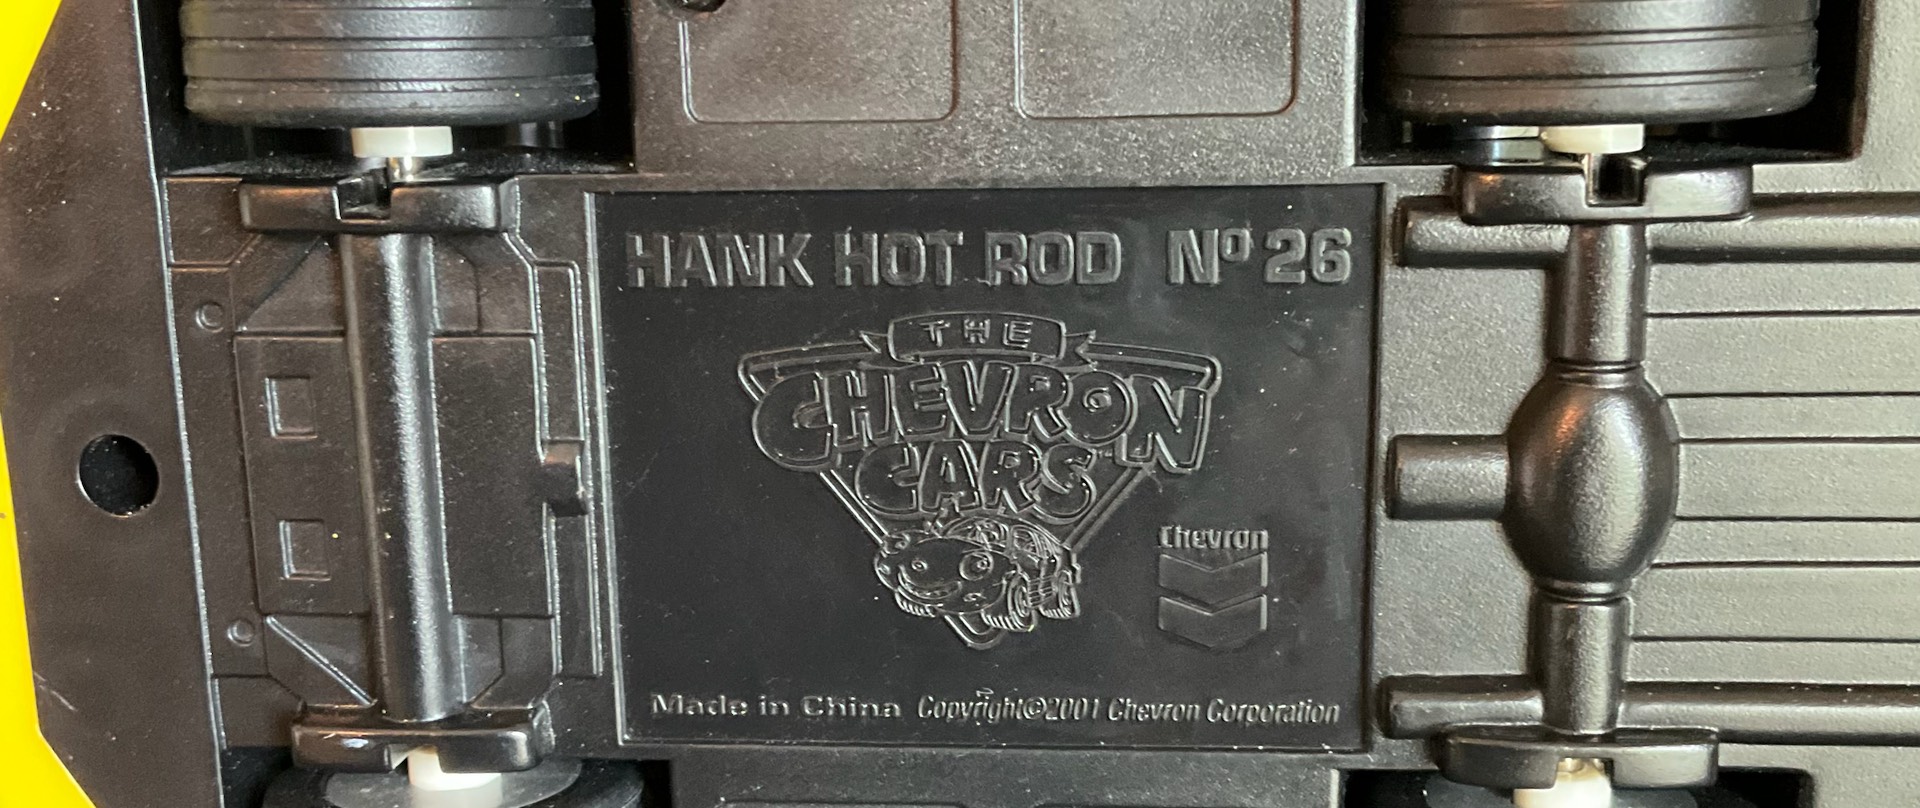 HANK HOT ROD Nº 26
THE
CHEVRON
CARS
Chevron
Made in China Copyright©2001 Chevron Corporation